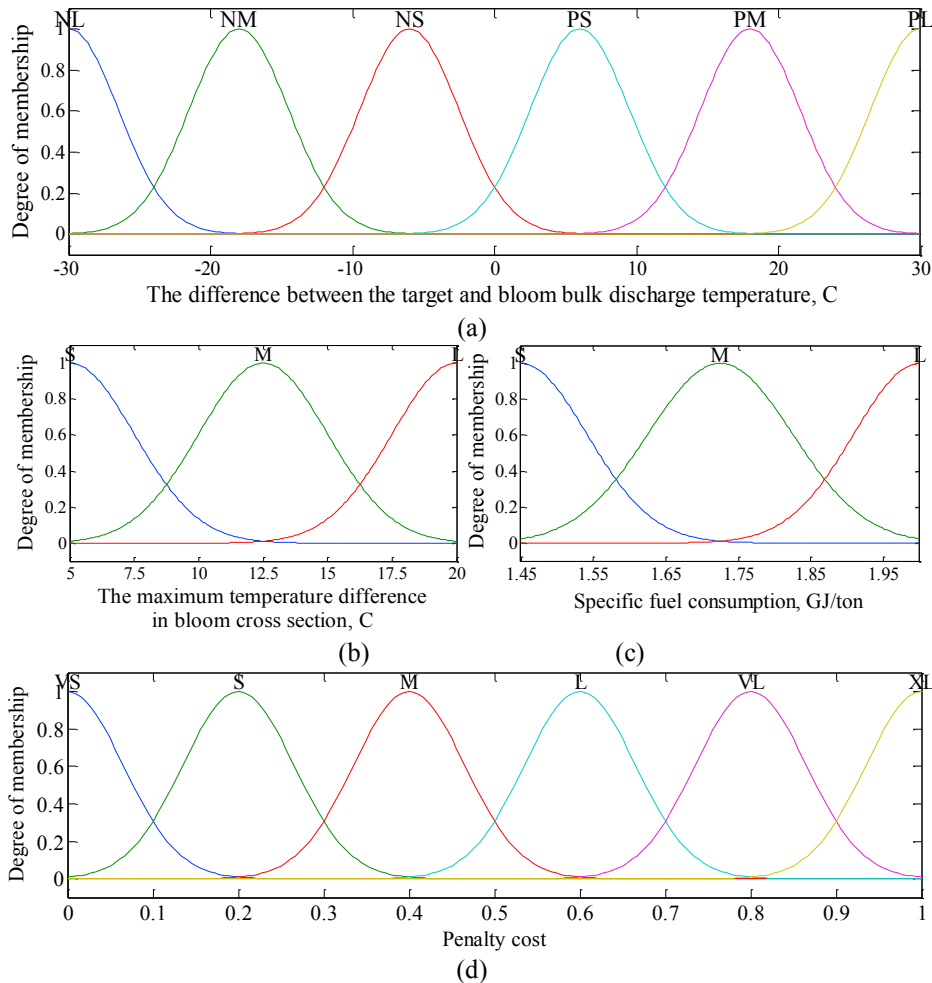 NL NM NS PS PM PL
Degree of membership
1
0.8
0.6
0.4
0.2
0
-30 -20 -10 0 10 20 30
The difference between the target and bloom bulk discharge temperature, C
(a)
S M L
Degree of membership
1
0.8
0.6
0.4
0.2
0
5 7.5 10 12.5 15 17.5 20
The maximum temperature difference
in bloom cross section, C
(b)
S M L
Degree of membership
1
0.8
0.6
0.4
0.2
0
1.45 1.55 1.65 1.75 1.85 1.95
Specific fuel consumption, GJ/ton
(c)
VS S M L VL XL
Degree of membership
1
0.8
0.6
0.4
0.2
0
0 0.1 0.2 0.3 0.4 0.5 0.6 0.7 0.8 0.9 1
Penalty cost
(d)